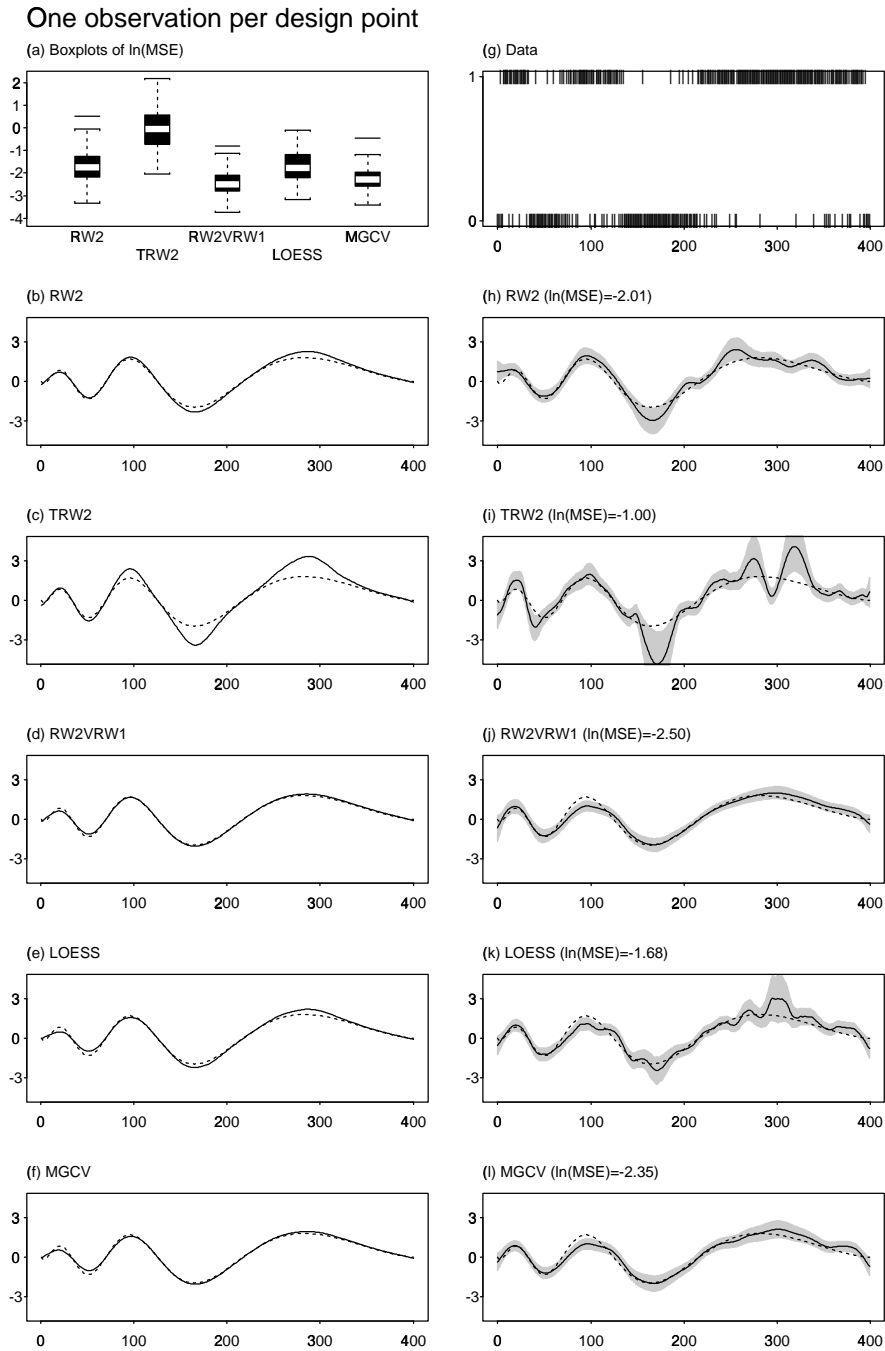 One observation per design point
(a) Boxplots of ln(MSE)
2
1
0
-1
-2
-3
-4
RW2
TRW2
RW2VRW1
LOESS
MGCV
(g) Data
1
0
0 100 200 300 400
(b) RW2
3
0
-3
0 100 200 300 400
(h) RW2 (ln(MSE)=-2.01)
3
0
-3
0 100 200 300 400
(c) TRW2
3
0
-3
0 100 200 300 400
(i) TRW2 (ln(MSE)=-1.00)
3
0
-3
0 100 200 300 400
(d) RW2VRW1
3
0
-3
0 100 200 300 400
(j) RW2VRW1 (ln(MSE)=-2.50)
3
0
-3
0 100 200 300 400
(e) LOESS
3
0
-3
0 100 200 300 400
(k) LOESS (ln(MSE)=-1.68)
3
0
-3
0 100 200 300 400
(f) MGCV
3
0
-3
0 100 200 300 400
(l) MGCV (ln(MSE)=-2.35)
3
0
-3
0 100 200 300 400